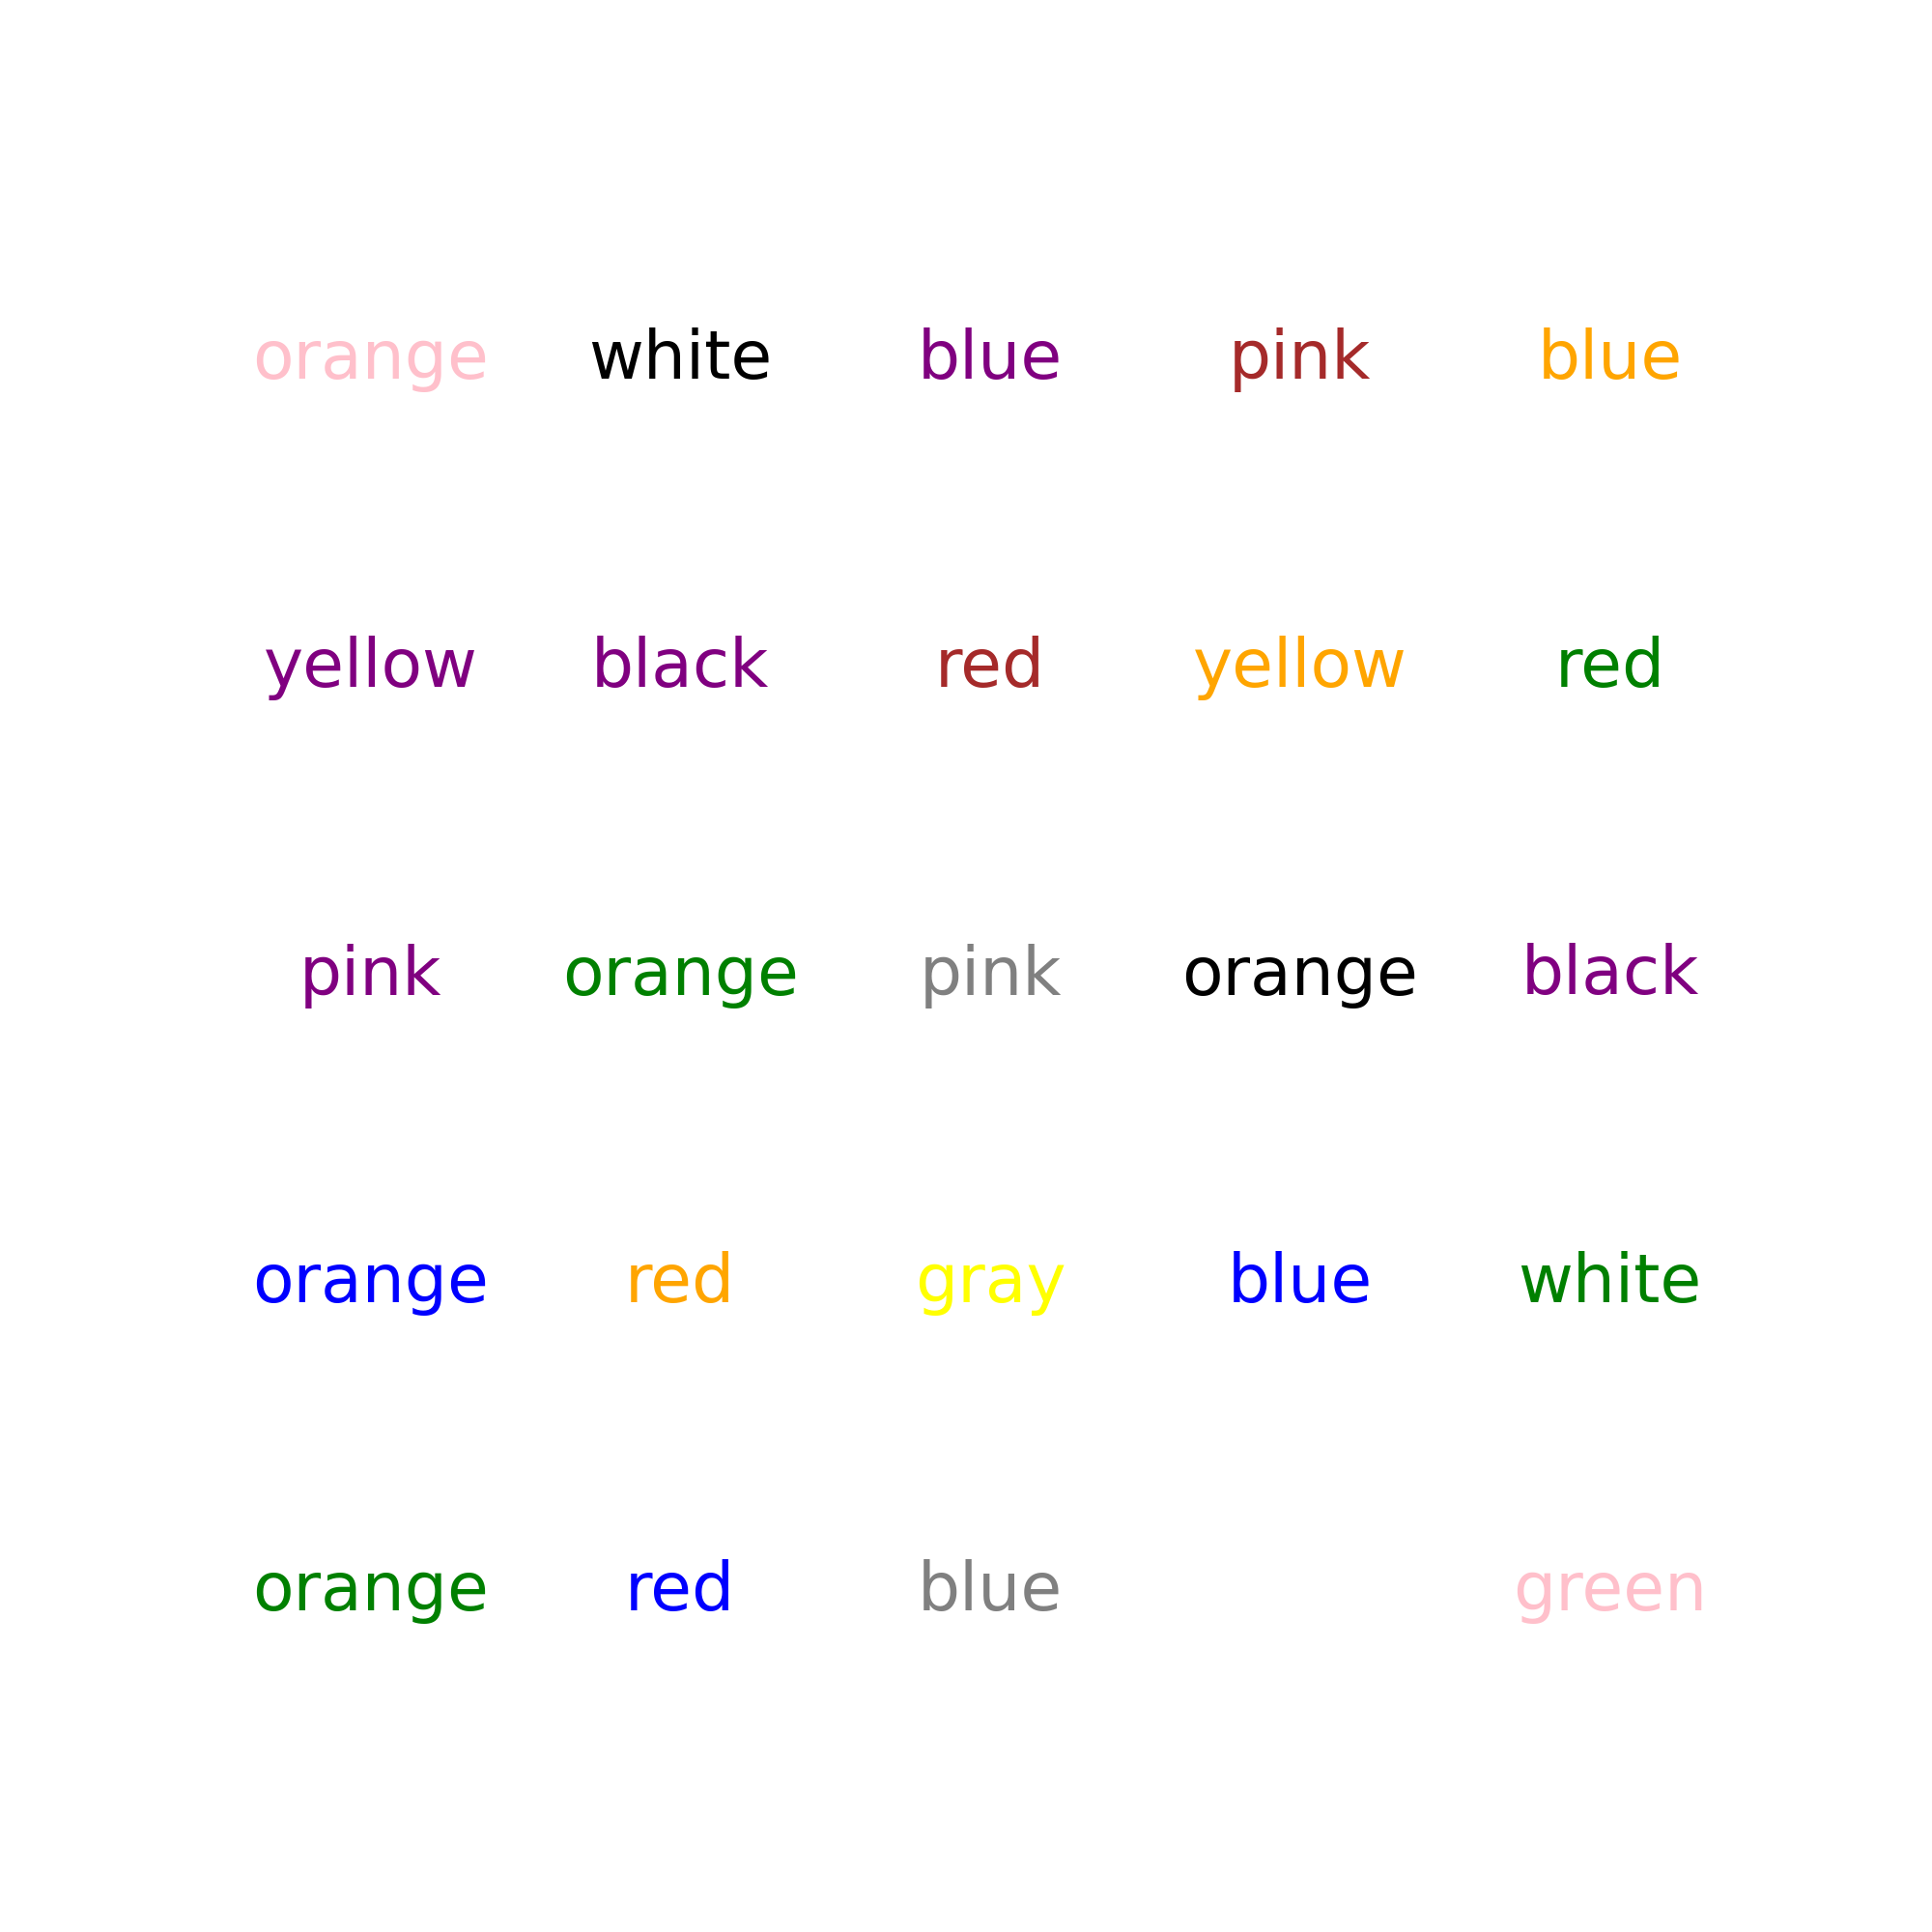 orange white blue pink blue
yellow black red yellow red
pink orange pink orange black
orange red gray blue white
orange red blue green